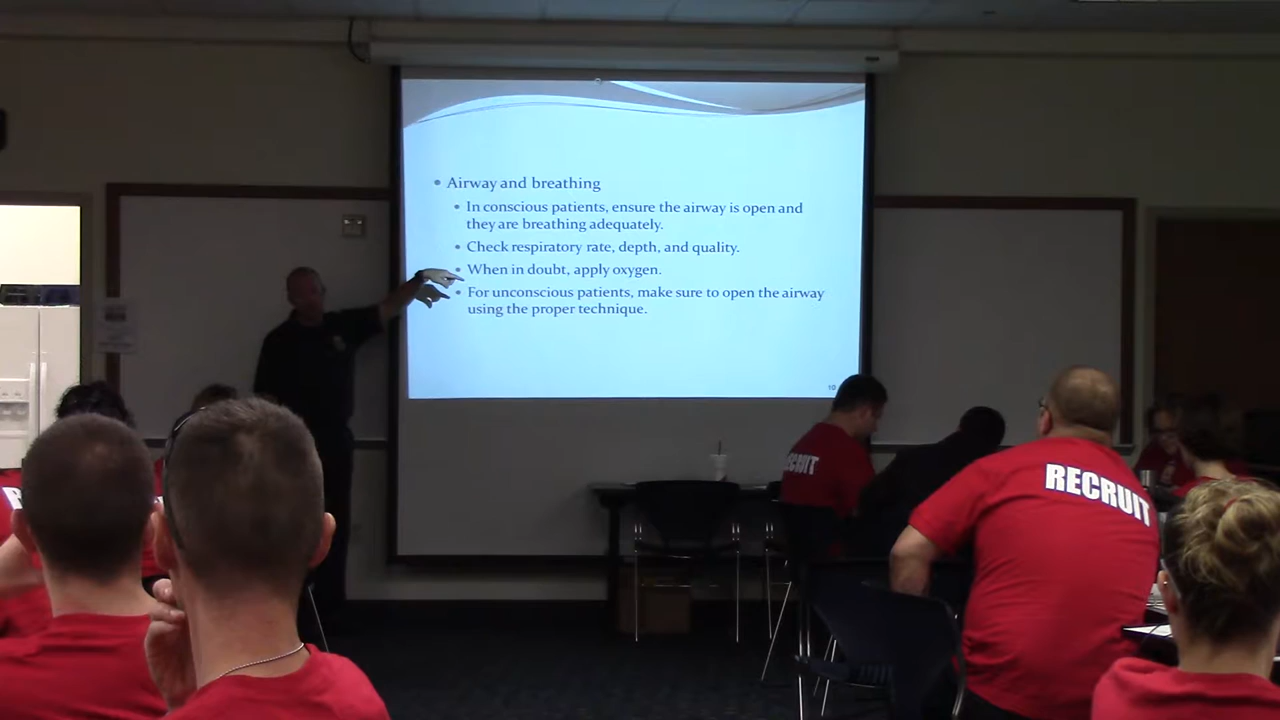 Airway and breathing
In conscious patients, ensure the airway is open and
they are breathing adequately.
Check respiratory rate, depth, and quality.
When in doubt, apply oxygen.
For unconscious patients, make sure to open the airway
using the proper technique.
10
RECRUIT
RECRUIT